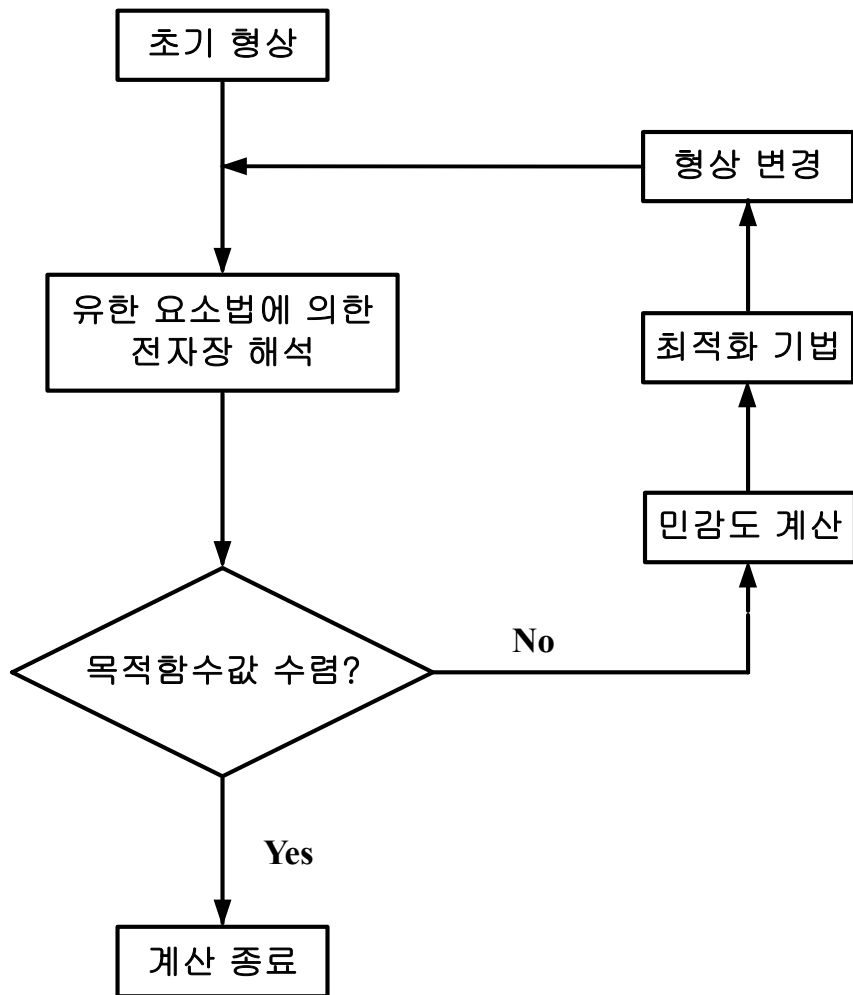 초기 형상
형상 변경
유한 요소법에 의한
전자장 해석
최적화 기법
민감도 계산
목적함수값 수렴?
No
Yes
계산 종료